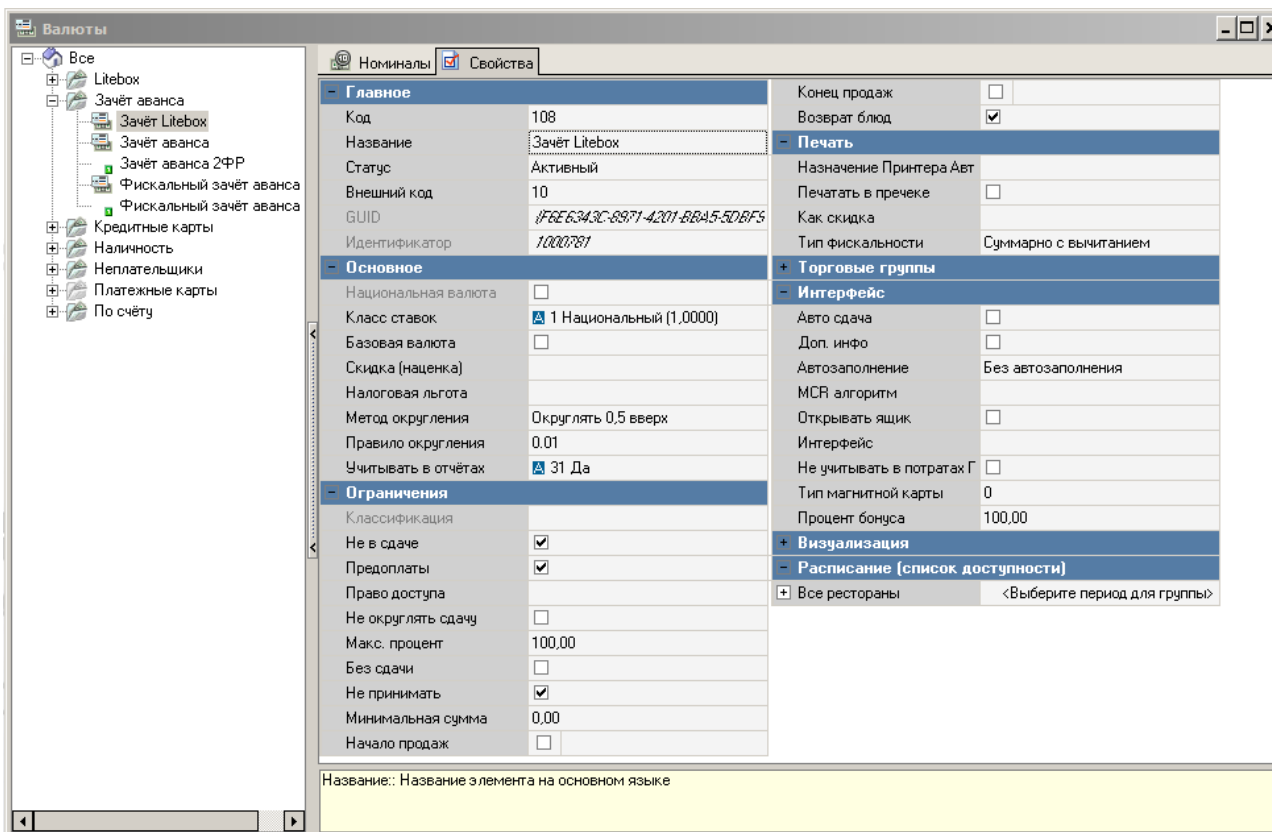 Валюты
Все
Litebox
Зачёт аванса
Зачёт Litebox
Зачёт аванса
Зачёт аванса 2ФР
Фискальный зачёт аванса
Фискальный зачёт аванса
Кредитные карты
Наличность
Неплательщики
Платежные карты
По счёту
Номиналы
Свойства
Главное
Код 108
Название Зачёт Litebox
Статус Активный
Внешний код 10
GUID {F6E6343C-8971-4201-BBA5-5DBF5
Идентификатор 1000781
Основное
Национальная валюта
Класс ставок 1 Национальный (1,0000)
Базовая валюта
Скидка (наценка)
Налоговая льгота
Метод округления Округлять 0,5 вверх
Правило округления 0.01
Учитывать в отчётах 31 Да
Ограничения
Классификация
Не в сдаче
Предоплаты
Право доступа
Не округлять сдачу
Макс. процент 100,00
Без сдачи
Не принимать
Минимальная сумма 0,00
Начало продаж
Конец продаж
Возврат блюд
Печать
Назначение Принтера Авт
Печатать в пречеке
Как скидка
Тип фискальности Суммарно с вычитанием
Торговые группы
Интерфейс
Авто сдача
Доп. инфо
Автозаполнение Без автозаполнения
MCR алгоритм
Открывать ящик
Интерфейс
Не учитывать в потратах Г
Тип магнитной карты 0
Процент бонуса 100,00
Визуализация
Расписание (список доступности)
Все рестораны <Выберите период для группы>
Название:: Название элемента на основном языке